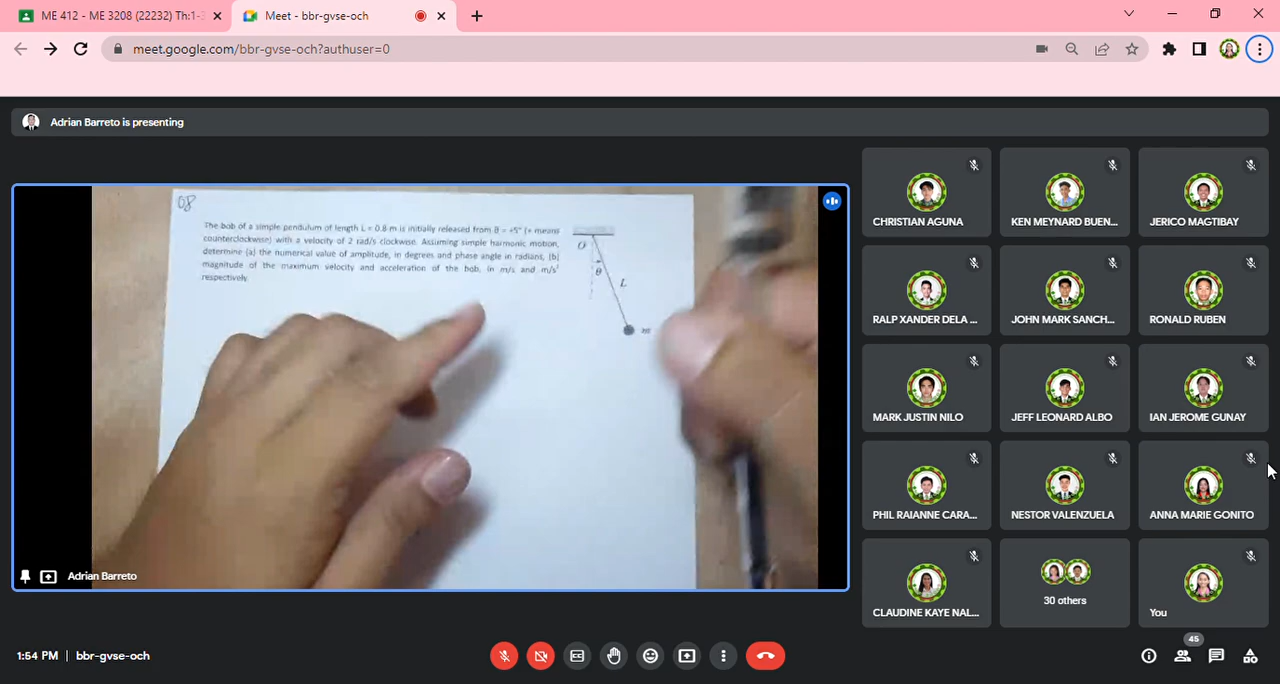 ME 412 - ME 3208 (22232) Th:1-3
Meet - bbr-gvse-och
meet.google.com/bbr-gvse-och?authuser=0
Adrian Barreto is presenting
08
The bob of a simple pendulum of length L = 0.8 m is initially released from θ = +5° (+ means
counterclockwise) with a velocity of 2 rad/s clockwise. Assuming simple harmonic motion,
determine (a) the numerical value of amplitude, in degrees and phase angle in radians, (b)
magnitude of the maximum velocity and acceleration of the bob, in m/s and m/s²
respectively.
O
θ
L
m
Adrian Barreto
CHRISTIAN AGUNA
KEN MEYNARD BUEN...
JERICO MAGTIBAY
RALP XANDER DELA ...
JOHN MARK SANCH...
RONALD RUBEN
MARK JUSTIN NILO
JEFF LEONARD ALBO
IAN JEROME GUNAY
PHIL RAIANNE CARA...
NESTOR VALENZUELA
ANNA MARIE GONITO
CLAUDINE KAYE NAL...
30 others
You
1:54 PM | bbr-gvse-och
45